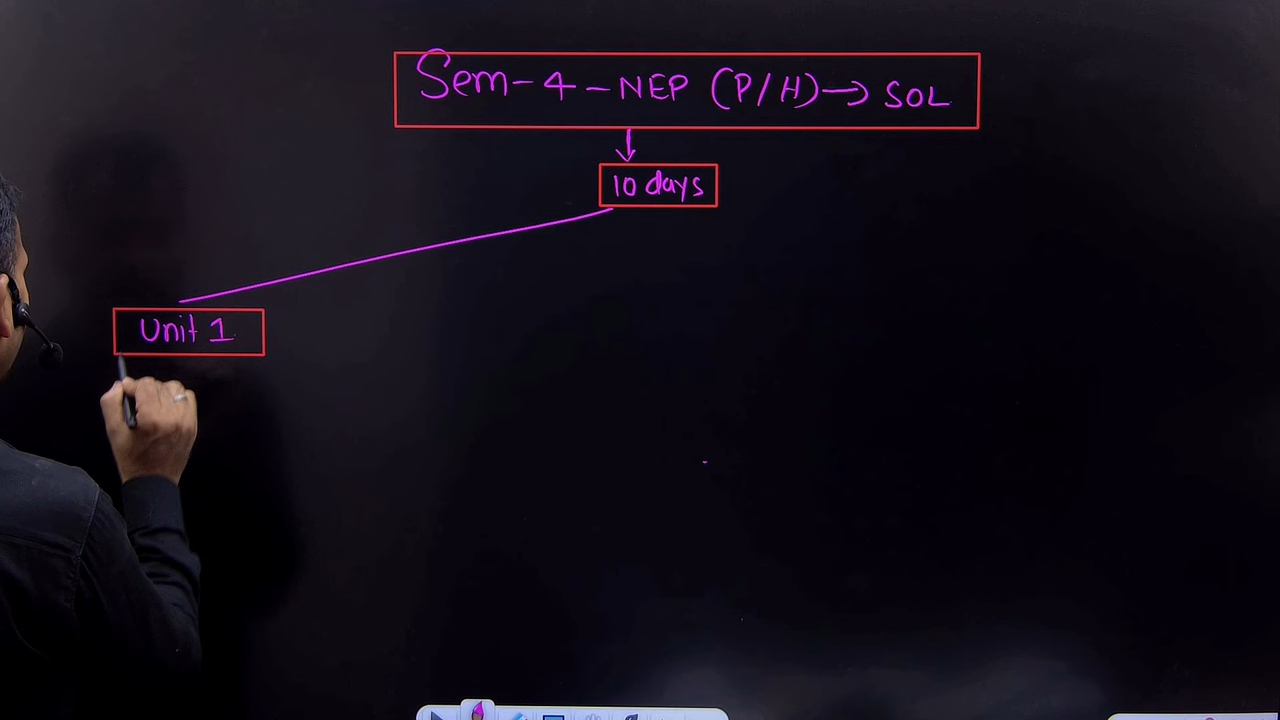 Sem-4-NEP (P/H)→SOL
10 days
Unit 1